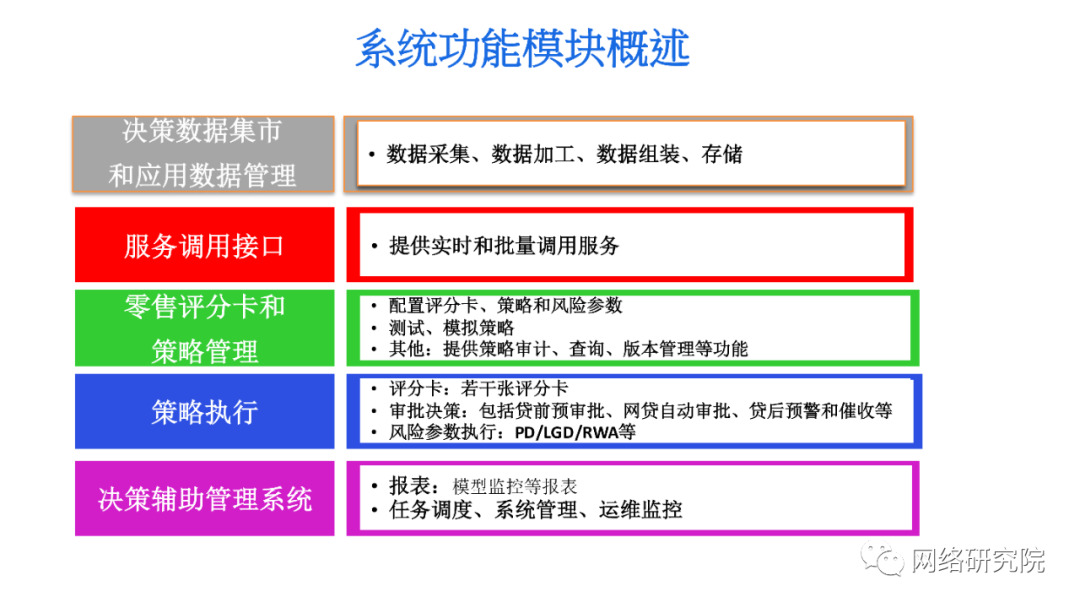 系统功能模块概述
决策数据集市
和应用数据管理
• 数据采集、数据加工、数据组装、存储
服务调用接口
• 提供实时和批量调用服务
零售评分卡和
策略管理
• 配置评分卡、策略和风险参数
• 测试、模拟策略
• 其他：提供策略审计、查询、版本管理等功能
策略执行
• 评分卡：若干张评分卡
• 审批决策：包括贷前预审批、网贷自动审批、贷后预警和催收等
• 风险参数执行：PD/LGD/RWA等
决策辅助管理系统
• 报表：模型监控等报表
• 任务调度、系统管理、运维监控
网络研究院